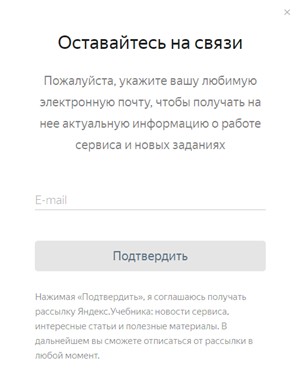 Оставайтесь на связи
Пожалуйста, укажите вашу любимую
электронную почту, чтобы получать на
нее актуальную информацию о работе
сервиса и новых заданиях
E-mail
Подтвердить
Нажимая «Подтвердить», я соглашаюсь получать
рассылку Яндекс.Учебника: новости сервиса,
интересные статьи и полезные материалы. В
дальнейшем вы сможете отписаться от рассылки в
любой момент.